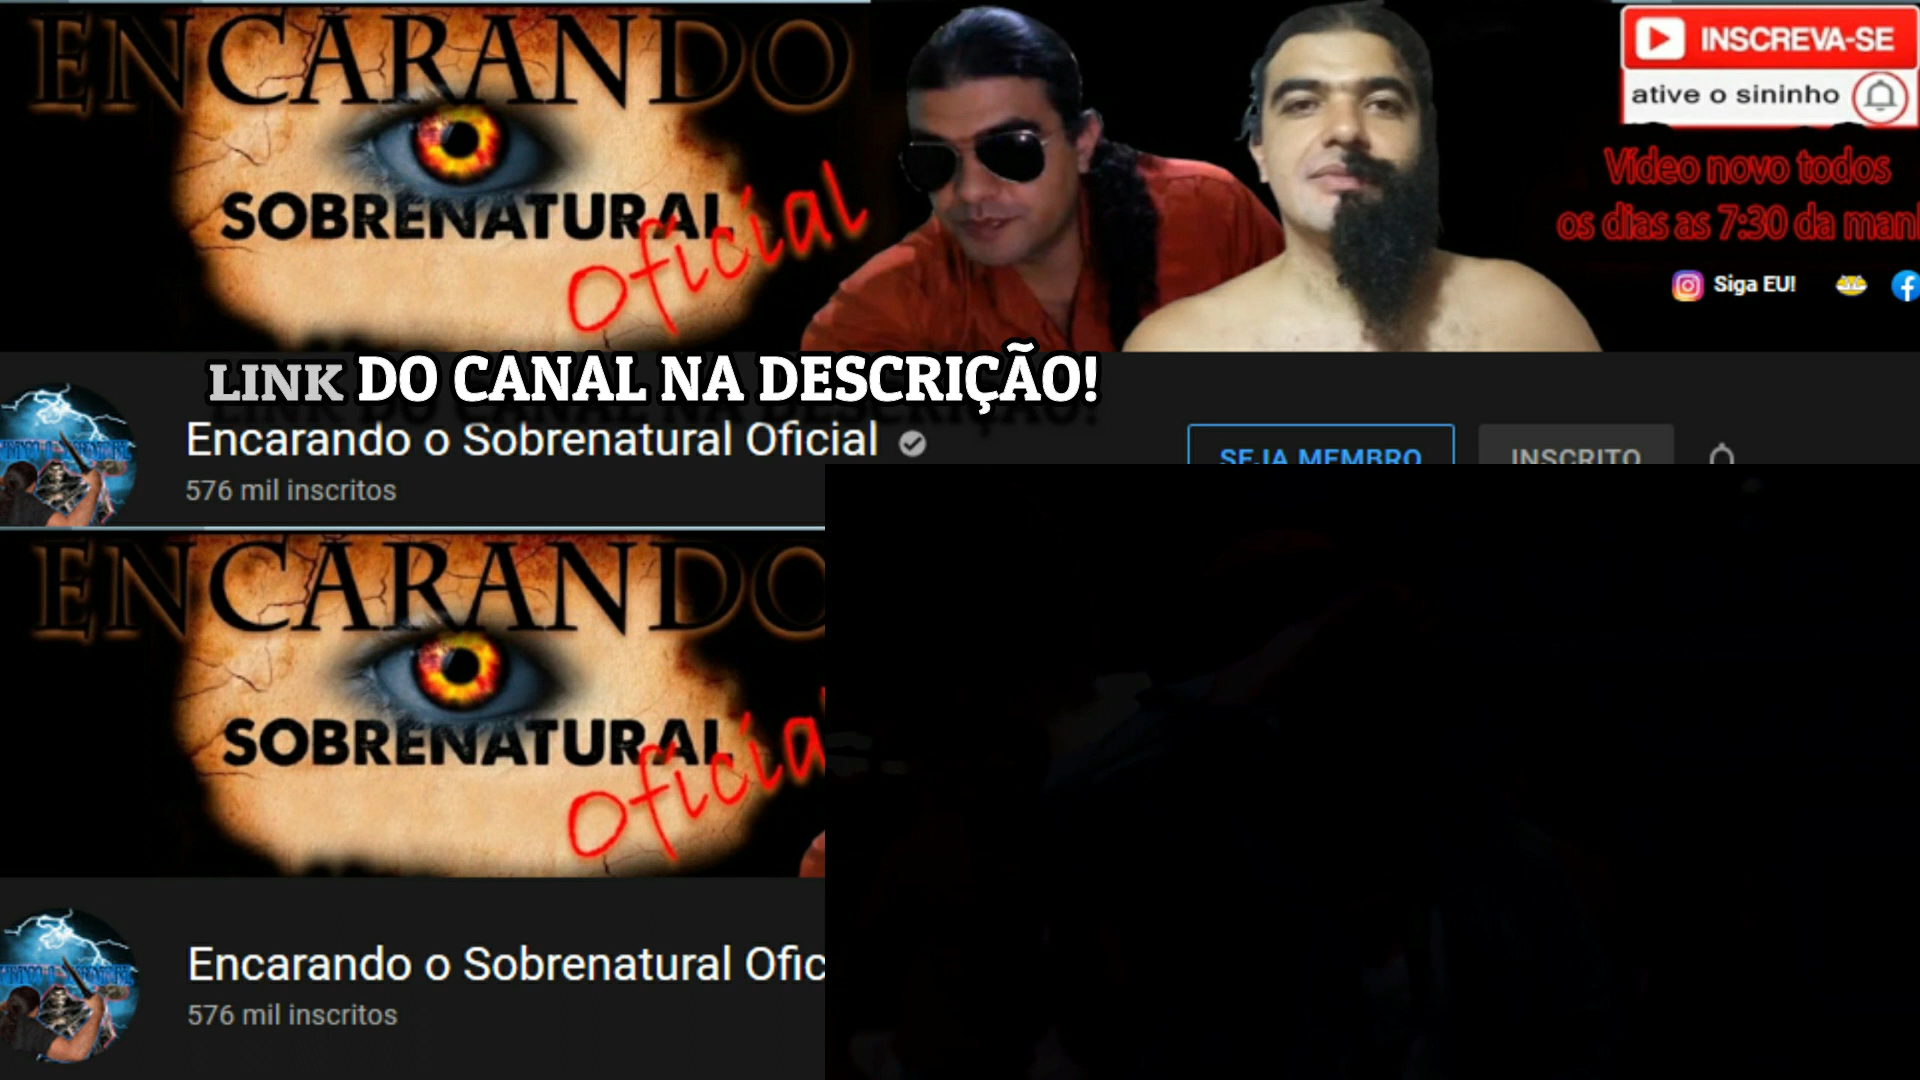 ENCARANDO
SOBRENATURAL
Oficial
INSCREVA-SE
ative o sininho
Vídeo novo todos
os dias as 7:30 da manh
Siga EU!
LINK DO CANAL NA DESCRIÇÃO!
Encarando o Sobrenatural Oficial
576 mil inscritos
SEJA MEMBRO
INSCRITO
ENCARANDO
SOBRENATURAL
Oficia
Encarando o Sobrenatural Ofic
576 mil inscritos